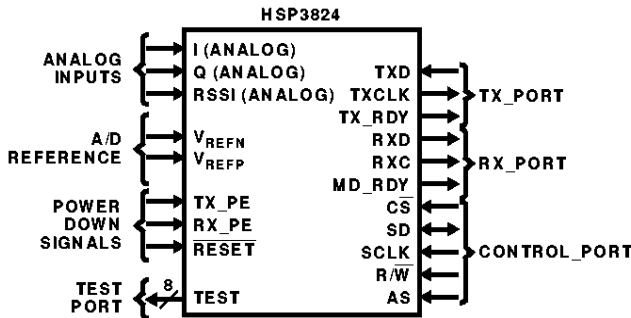 HSP3824
ANALOG
INPUTS
I (ANALOG)
Q (ANALOG)
RSSI (ANALOG)
A/D
REFERENCE
VREFN
VREFP
POWER
DOWN
SIGNALS
TX_PE
RX_PE
RESET
TEST
PORT
8
TEST
TXD
TXCLK
TX_RDY
TX_PORT
RXD
RXC
MD_RDY
RX_PORT
CS
SD
SCLK
R/W
AS
CONTROL_PORT